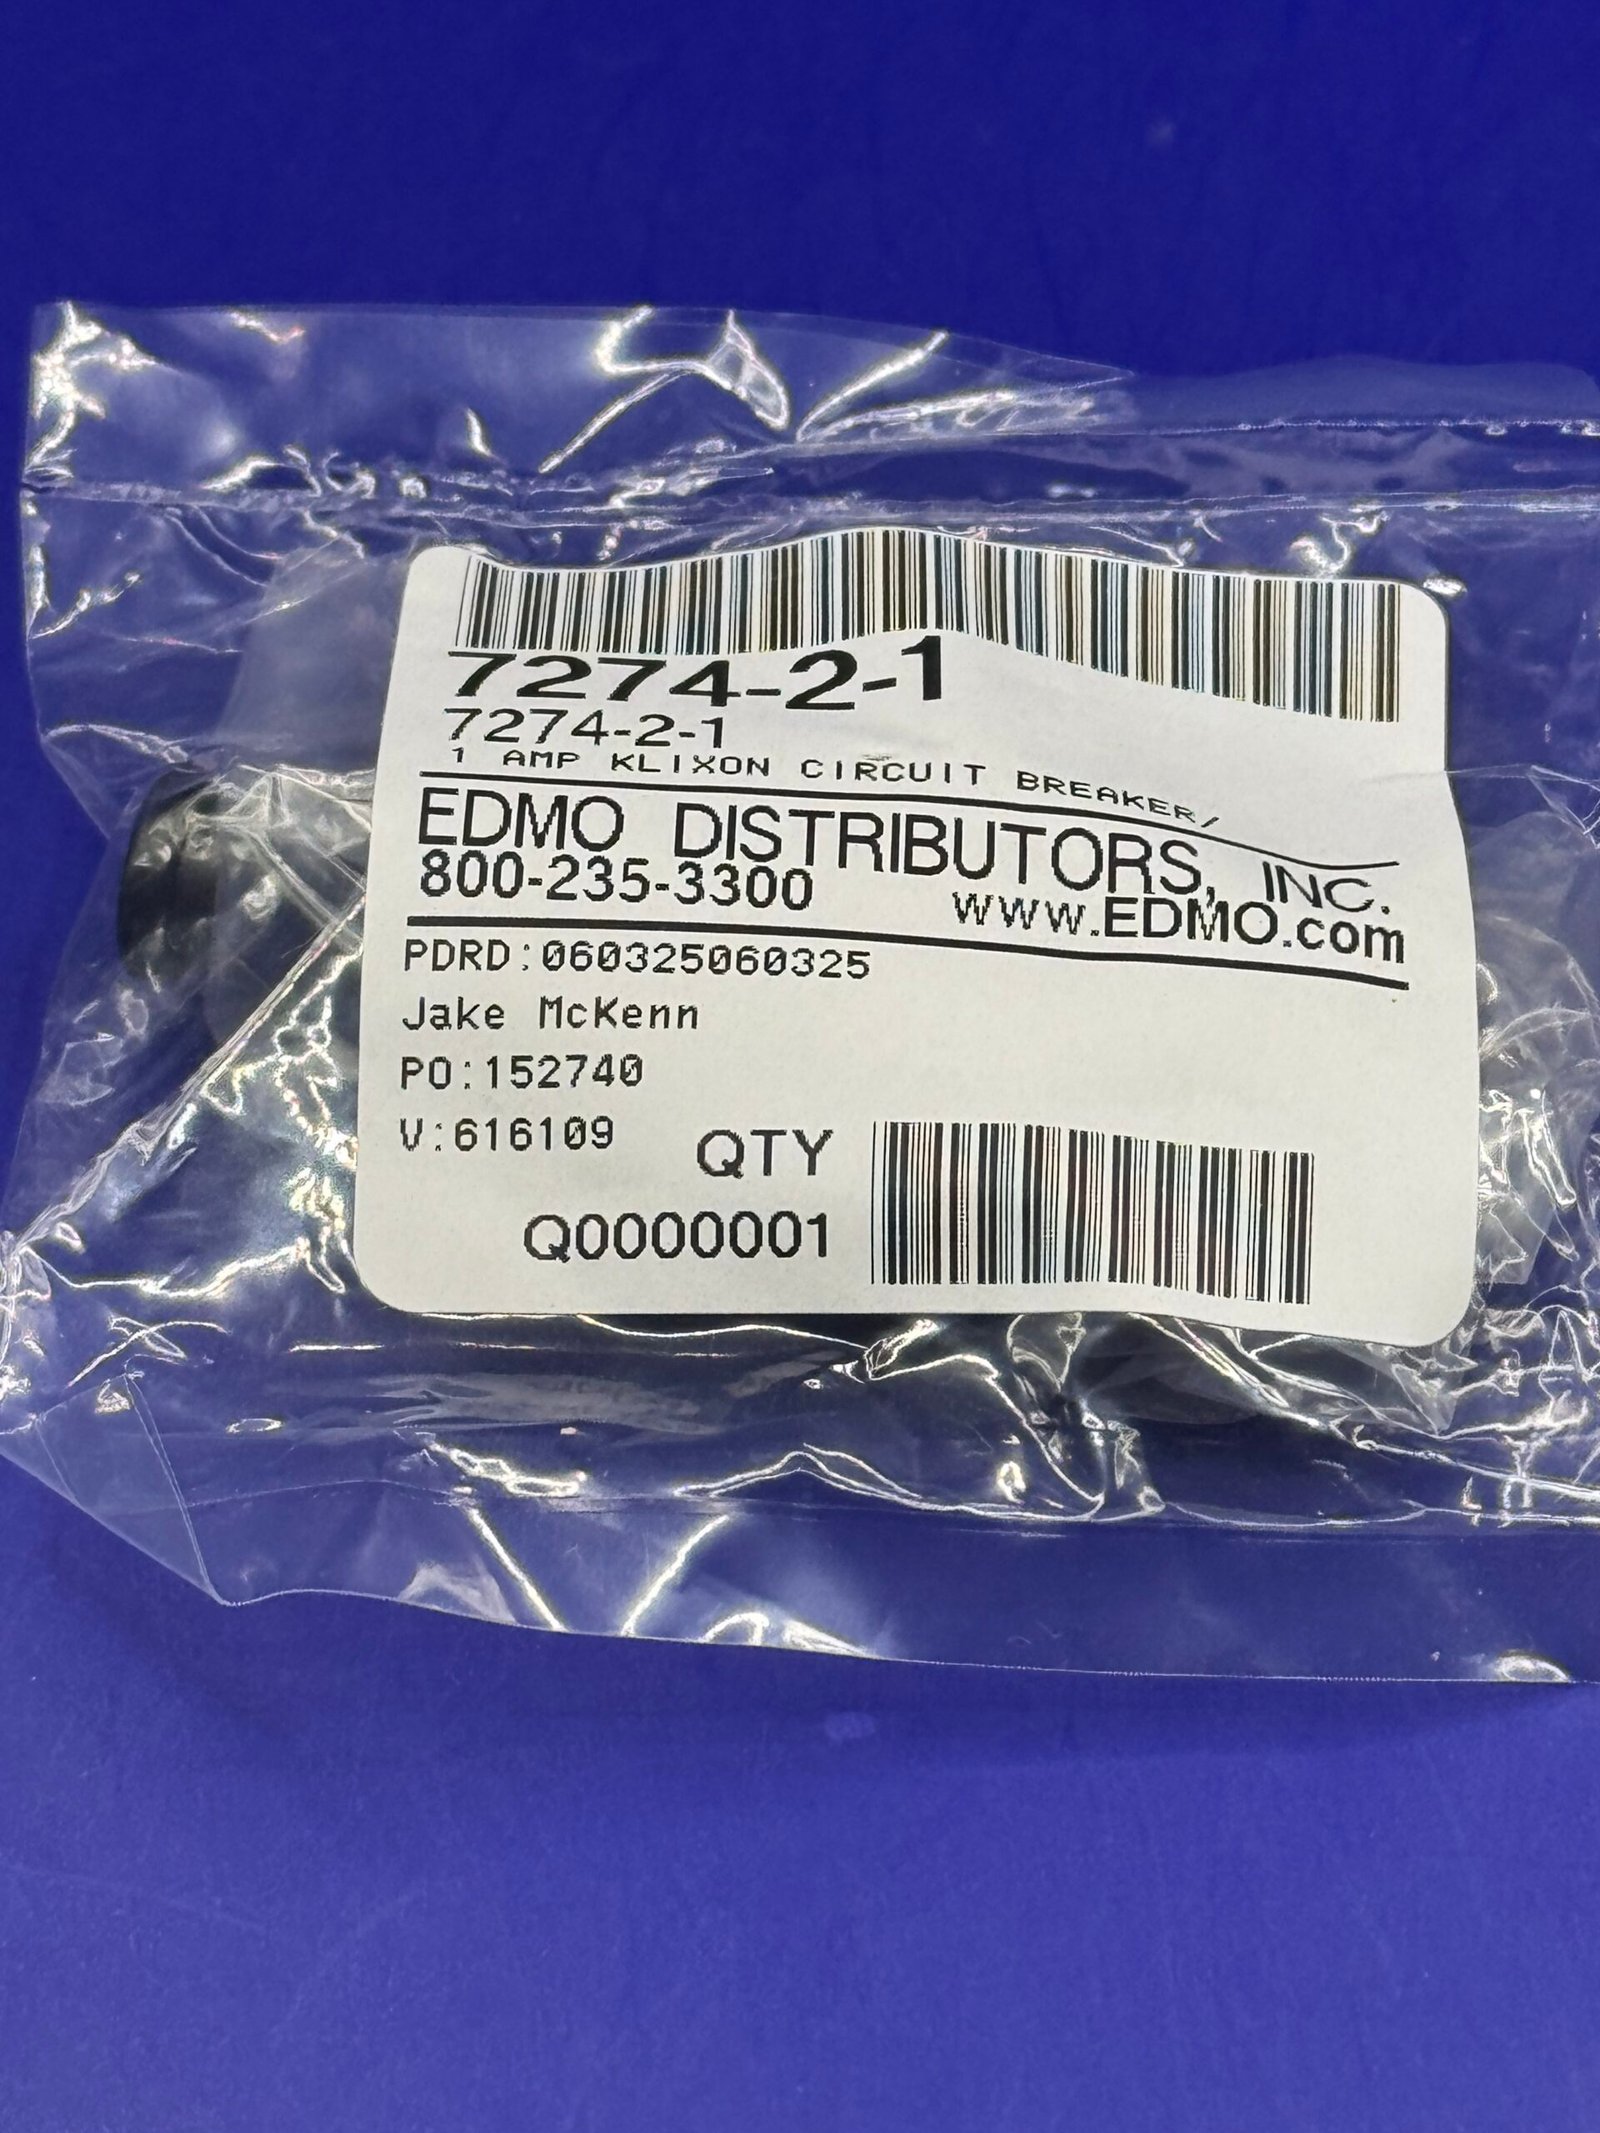 7274-2-1
7274-2-1
1 AMP KLIXON CIRCUIT BREAKER/
EDMO DISTRIBUTORS, INC.
800-235-3300 www.EDMO.com
PDRD:060325060325
Jake McKenn
PO:152740
V:616109
QTY
Q0000001